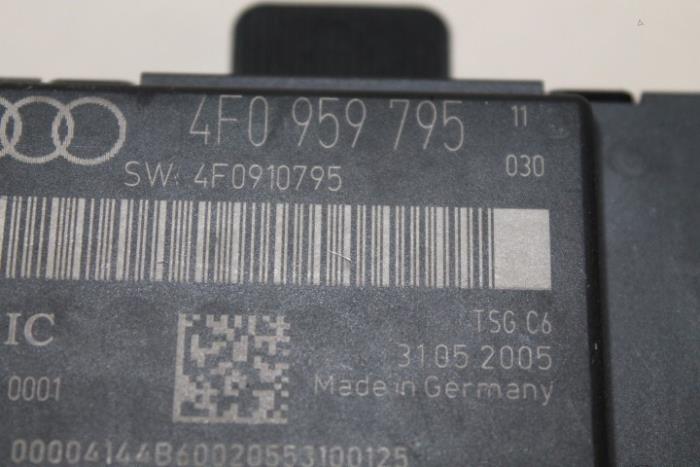 4F0 959 795 11
SW: 4F0910795 030
IC TSG C6
31.05.2005
0001 Made in Germany
00004144B60020553100125